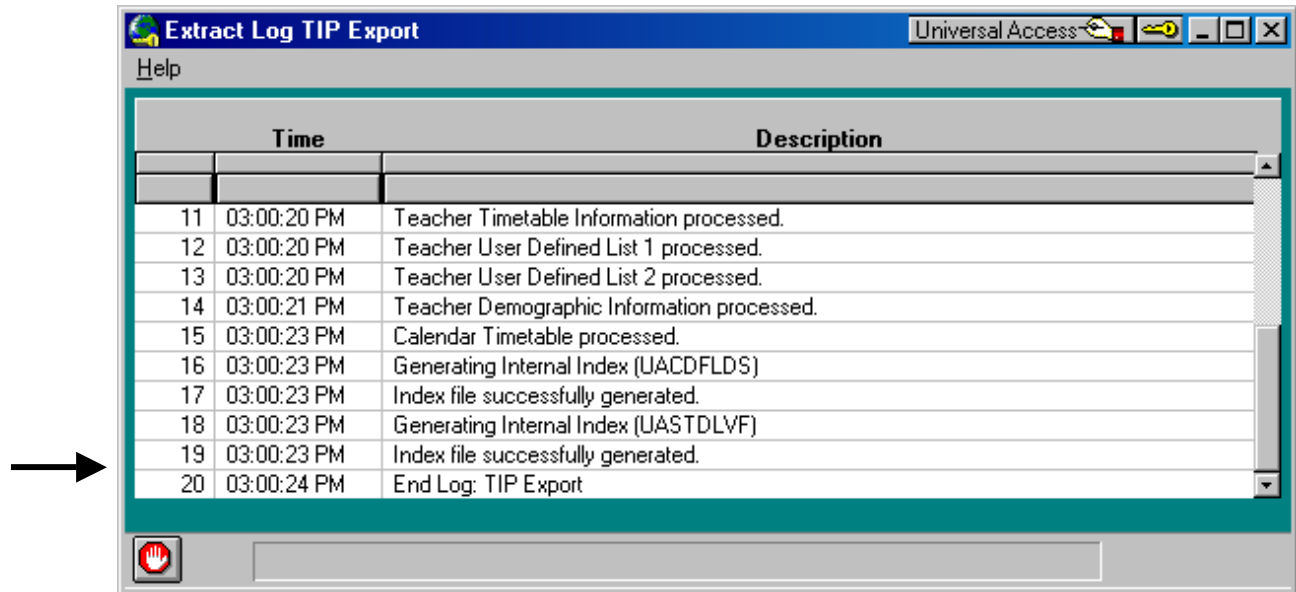 Extract Log TIP Export Universal Access
Help
Time Description
11 03:00:20 PM Teacher Timetable Information processed.
12 03:00:20 PM Teacher User Defined List 1 processed.
13 03:00:20 PM Teacher User Defined List 2 processed.
14 03:00:21 PM Teacher Demographic Information processed.
15 03:00:23 PM Calendar Timetable processed.
16 03:00:23 PM Generating Internal Index (UACDFLDS)
17 03:00:23 PM Index file successfully generated.
18 03:00:23 PM Generating Internal Index (UASTDLVF)
19 03:00:23 PM Index file successfully generated.
20 03:00:24 PM End Log: TIP Export